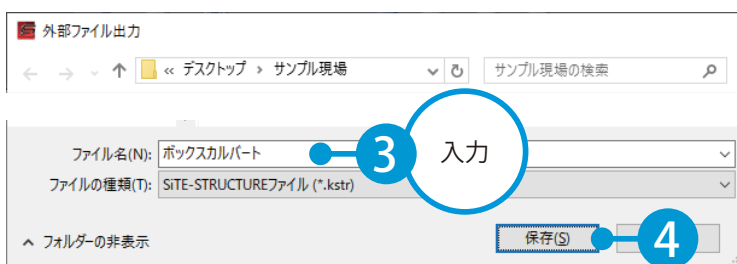 外部ファイル出力
« デスクトップ › サンプル現場
サンプル現場の検索
ファイル名(N): ボックスカルバート
3
入力
ファイルの種類(T): SiTE-STRUCTUREファイル (*.kstr)
フォルダーの非表示
保存(S)
4